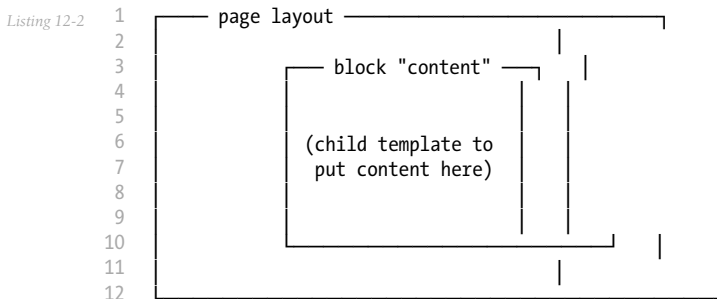 Listing 12-2
1 ┌──── page layout ─────────────────────────┐
2 │ │
3 │ ┌─── block "content" ───┐ │
4 │ │ │ │
5 │ │ │ │
6 │ │ (child template to │ │
7 │ │ put content here) │ │
8 │ │ │ │
9 │ │ │ │
10 │ └─────────────────────────┘ │
11 │ │
12 └────────────────────────────────────────────